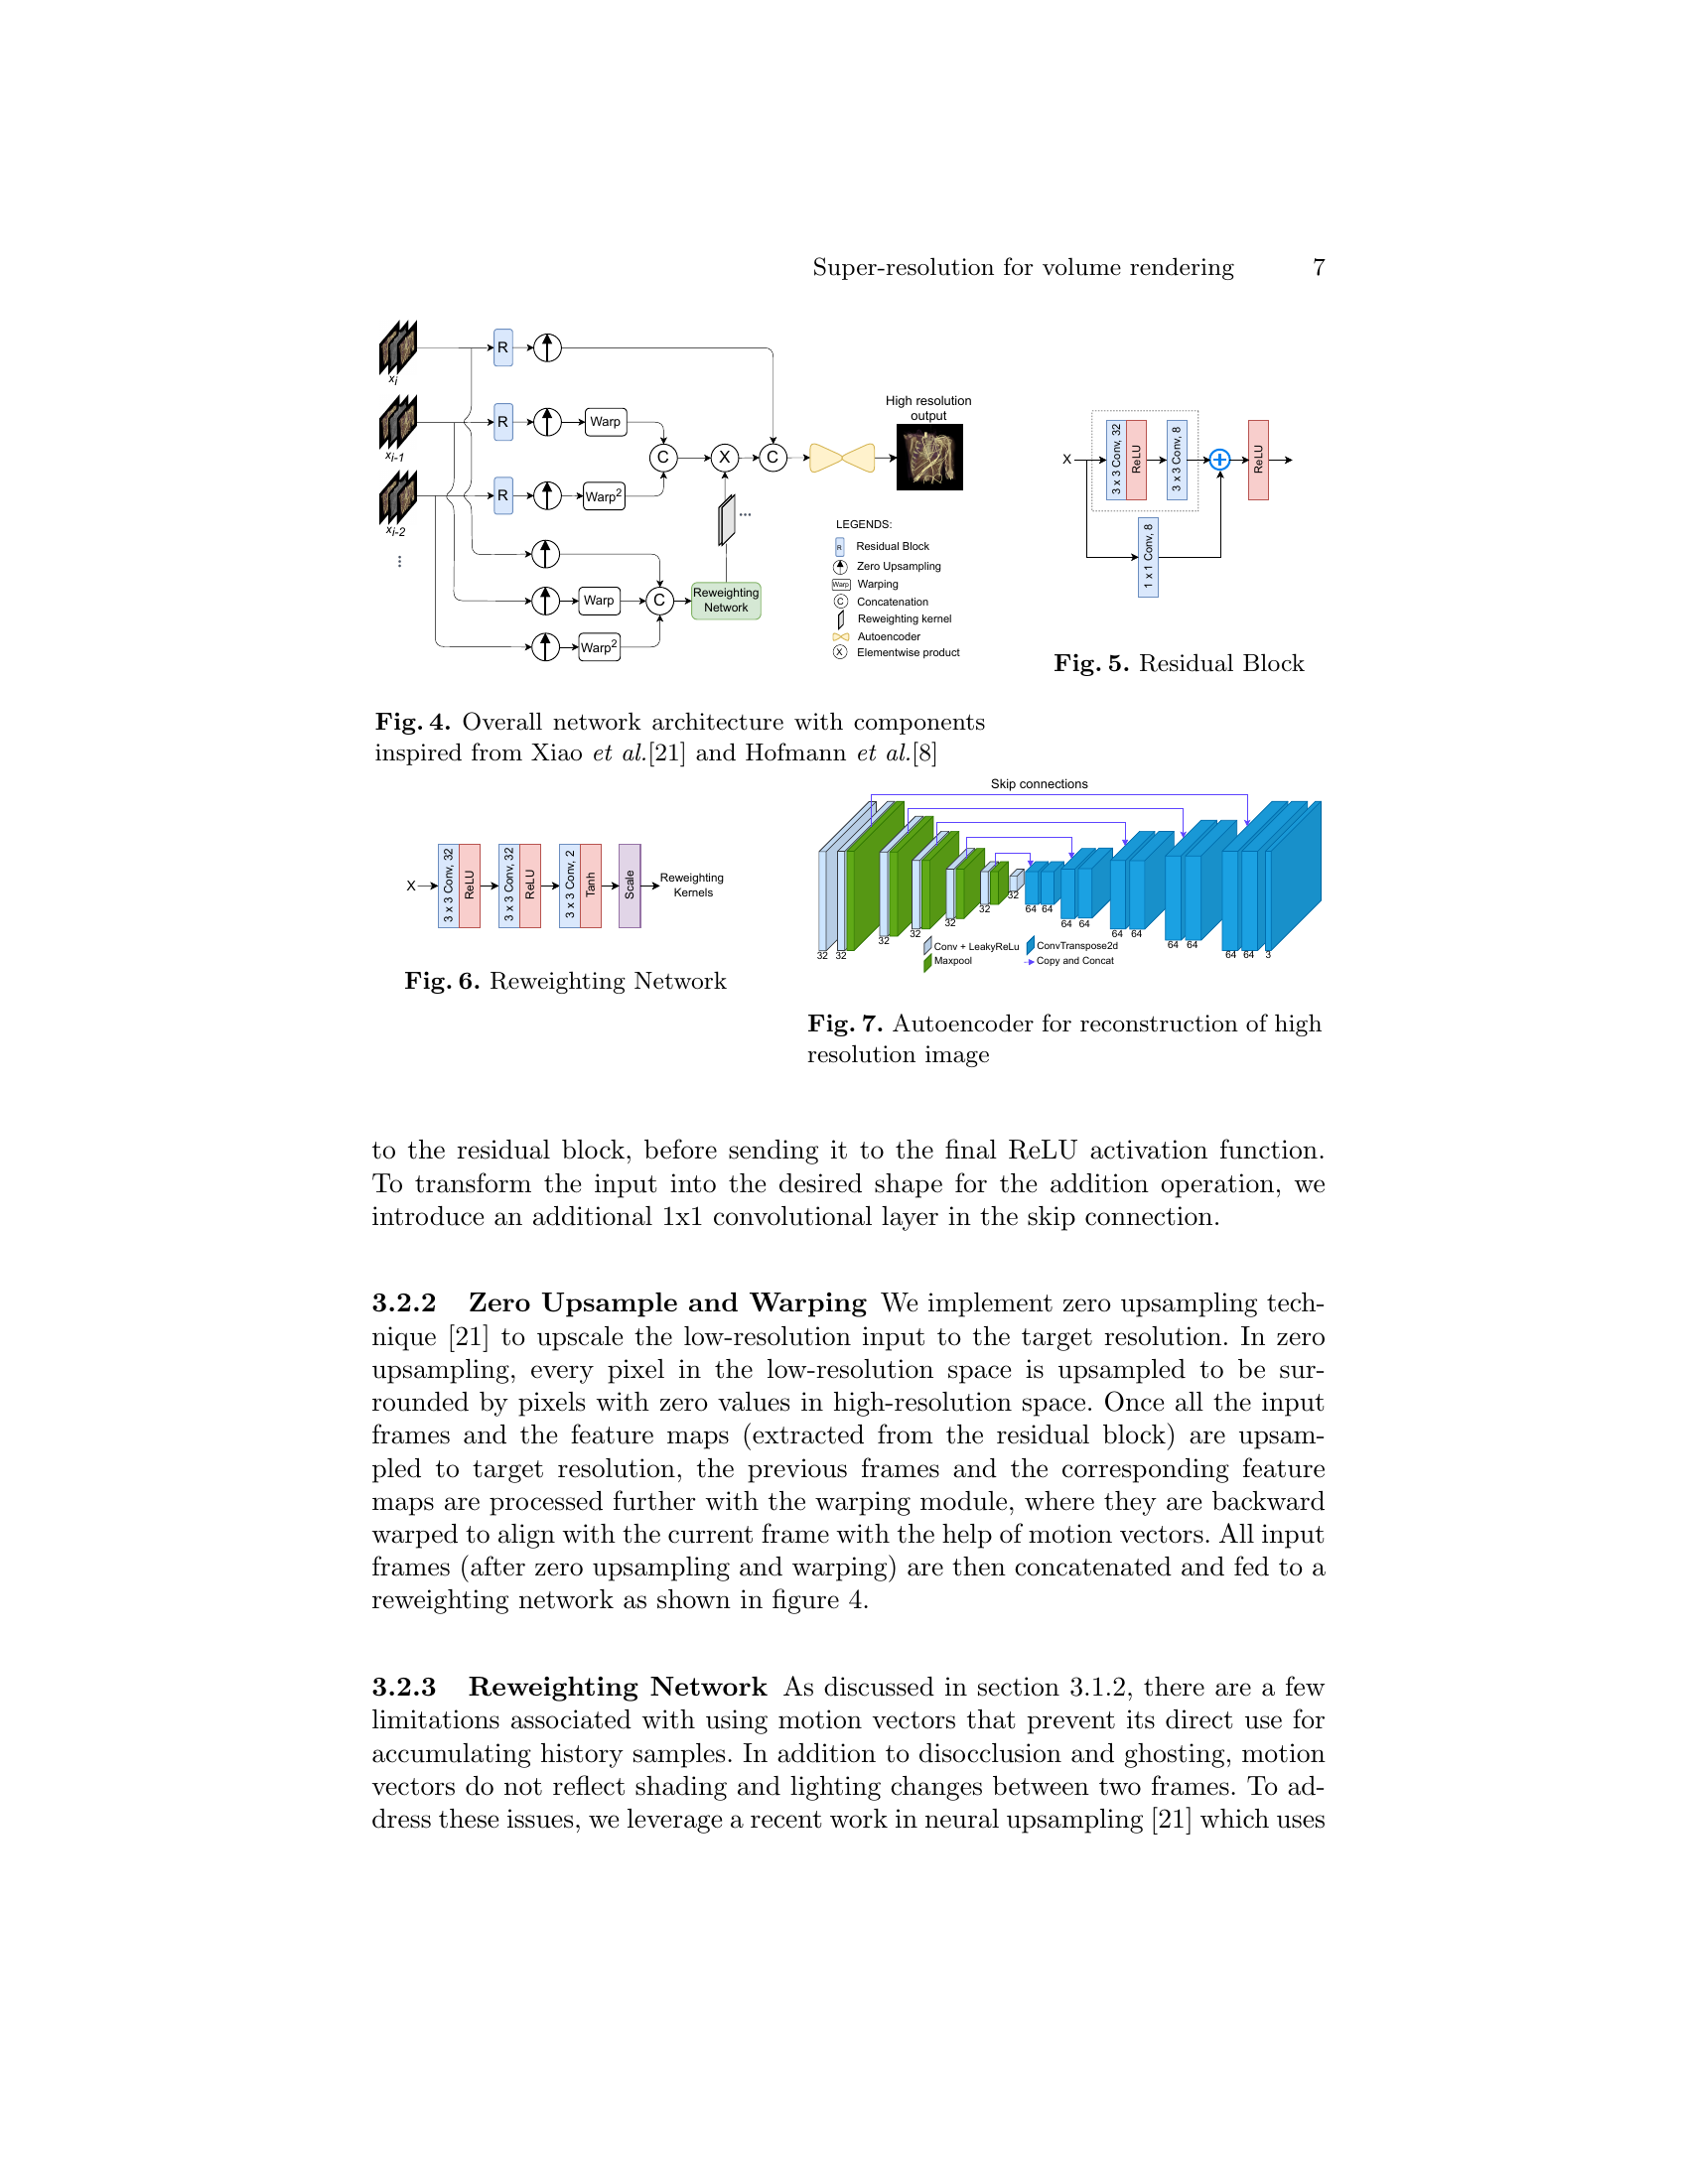 Super-resolution for volume rendering 7
xi
xi-1
xi-2
R
R
R
Warp
Warp2
Warp
Warp2
C
X
C
C
Reweighting
Network
High resolution
output
LEGENDS:
R Residual Block
Zero Upsampling
Warp Warping
C Concatenation
Reweighting kernel
Autoencoder
X Elementwise product
X
3 x 3 Conv, 32
ReLU
3 x 3 Conv, 8
ReLU
1 x 1 Conv, 8
Fig. 5. Residual Block
Fig. 4. Overall network architecture with components
inspired from Xiao et al.[21] and Hofmann et al.[8]
X
3 x 3 Conv, 32
ReLU
3 x 3 Conv, 32
ReLU
3 x 3 Conv, 2
Tanh
Scale
Reweighting
Kernels
Fig. 6. Reweighting Network
Skip connections
32 32 32 32 32 32 32 64 64 64 64 64 64 64 64 64 64 3
Conv + LeakyReLu
ConvTranspose2d
Maxpool
Copy and Concat
Fig. 7. Autoencoder for reconstruction of high
resolution image
to the residual block, before sending it to the final ReLU activation function.
To transform the input into the desired shape for the addition operation, we
introduce an additional 1x1 convolutional layer in the skip connection.
3.2.2 Zero Upsample and Warping We implement zero upsampling tech-
nique [21] to upscale the low-resolution input to the target resolution. In zero
upsampling, every pixel in the low-resolution space is upsampled to be sur-
rounded by pixels with zero values in high-resolution space. Once all the input
frames and the feature maps (extracted from the residual block) are upsam-
pled to target resolution, the previous frames and the corresponding feature
maps are processed further with the warping module, where they are backward
warped to align with the current frame with the help of motion vectors. All input
frames (after zero upsampling and warping) are then concatenated and fed to a
reweighting network as shown in figure 4.
3.2.3 Reweighting Network As discussed in section 3.1.2, there are a few
limitations associated with using motion vectors that prevent its direct use for
accumulating history samples. In addition to disocclusion and ghosting, motion
vectors do not reflect shading and lighting changes between two frames. To ad-
dress these issues, we leverage a recent work in neural upsampling [21] which uses